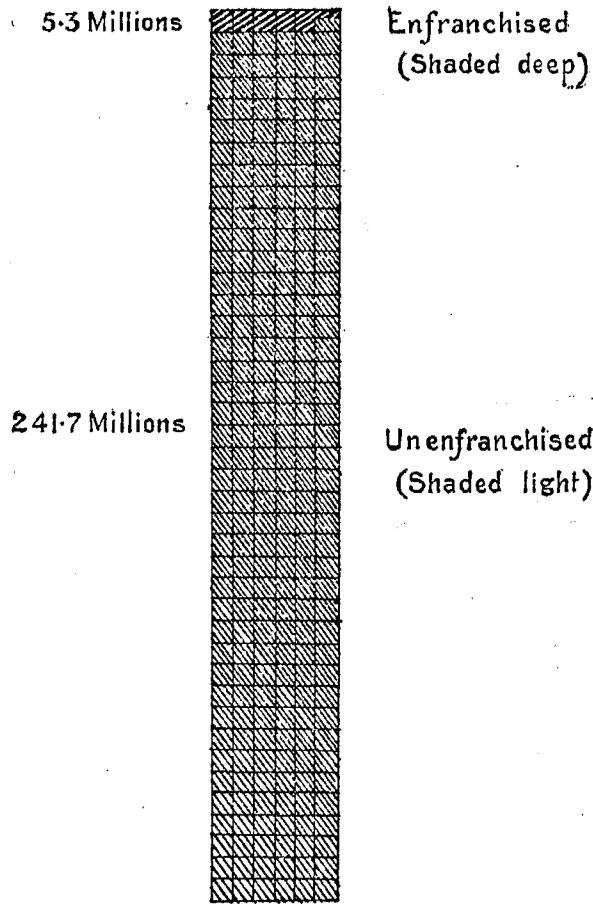 5·3 Millions
Enfranchised
(Shaded deep)
241·7 Millions
Unenfranchised
(Shaded light)